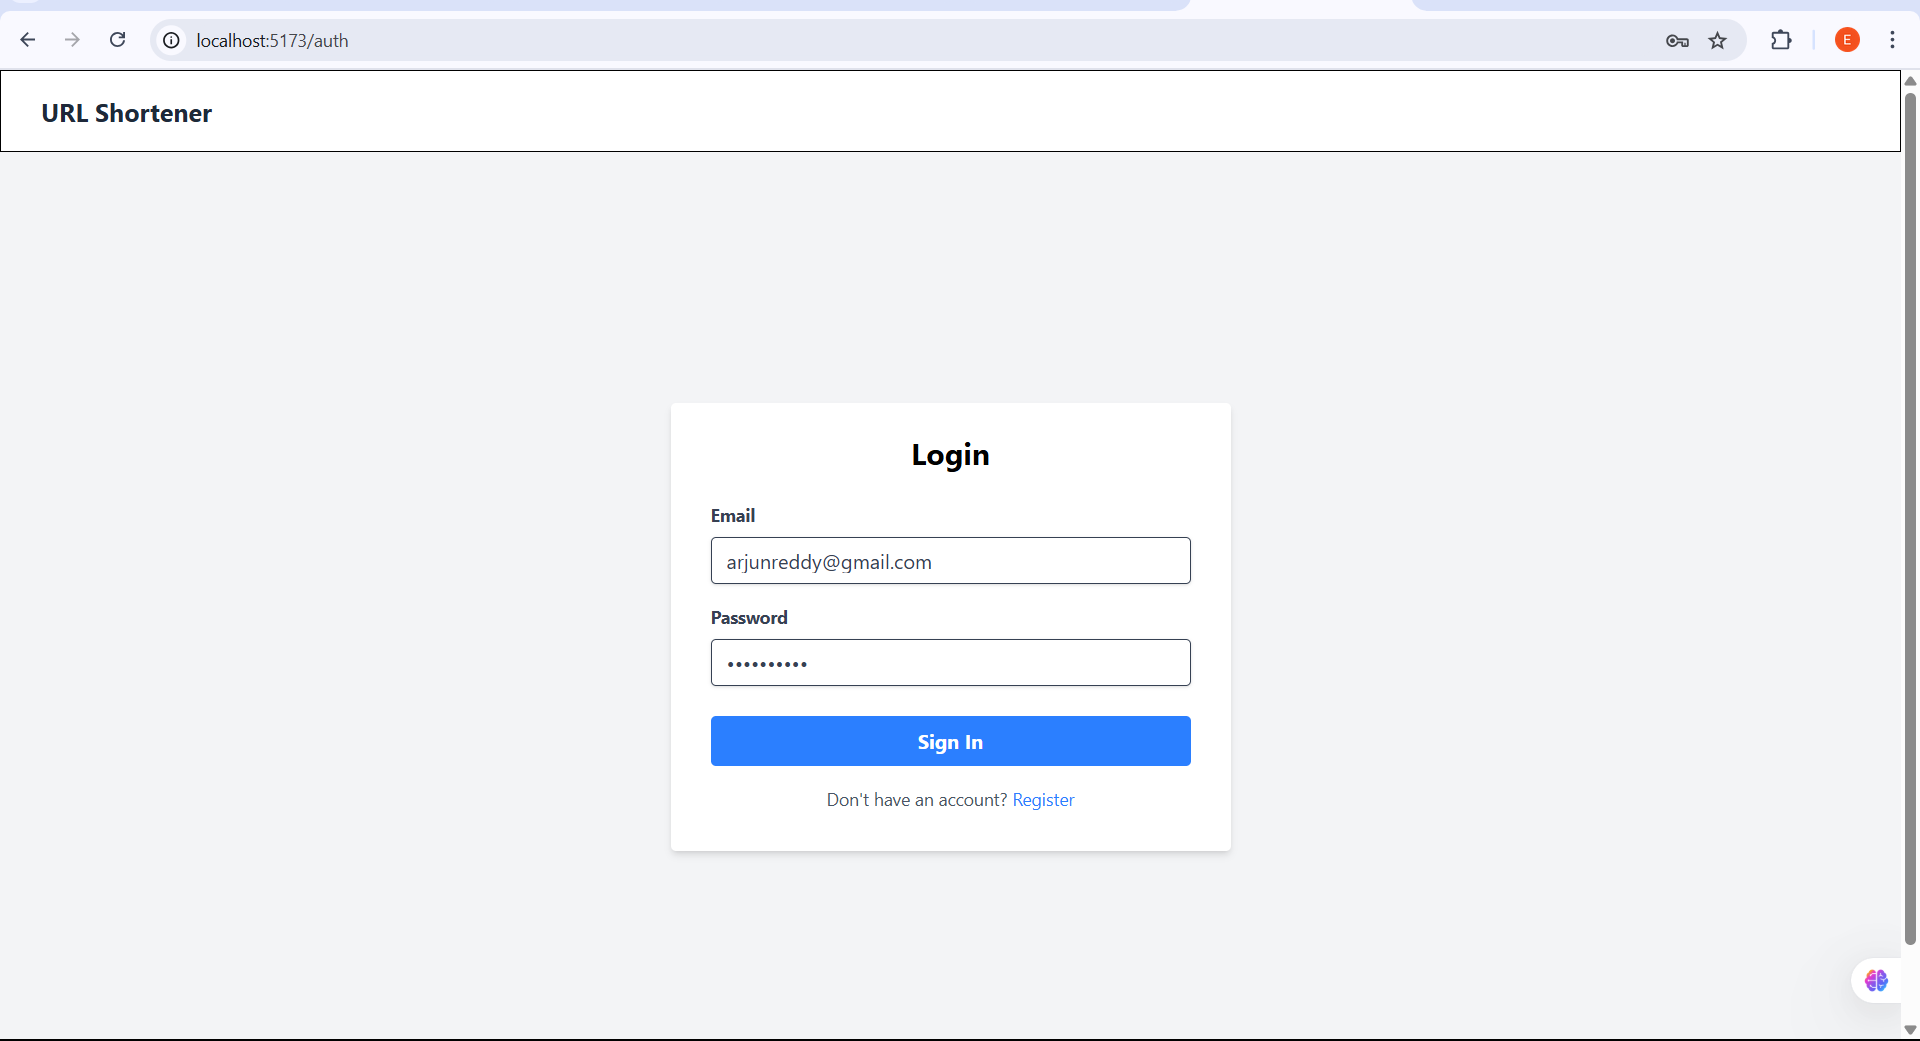 localhost:5173/auth
E
URL Shortener
Login
Email
arjunreddy@gmail.com
Password
••••••••••
Sign In
Don't have an account? Register